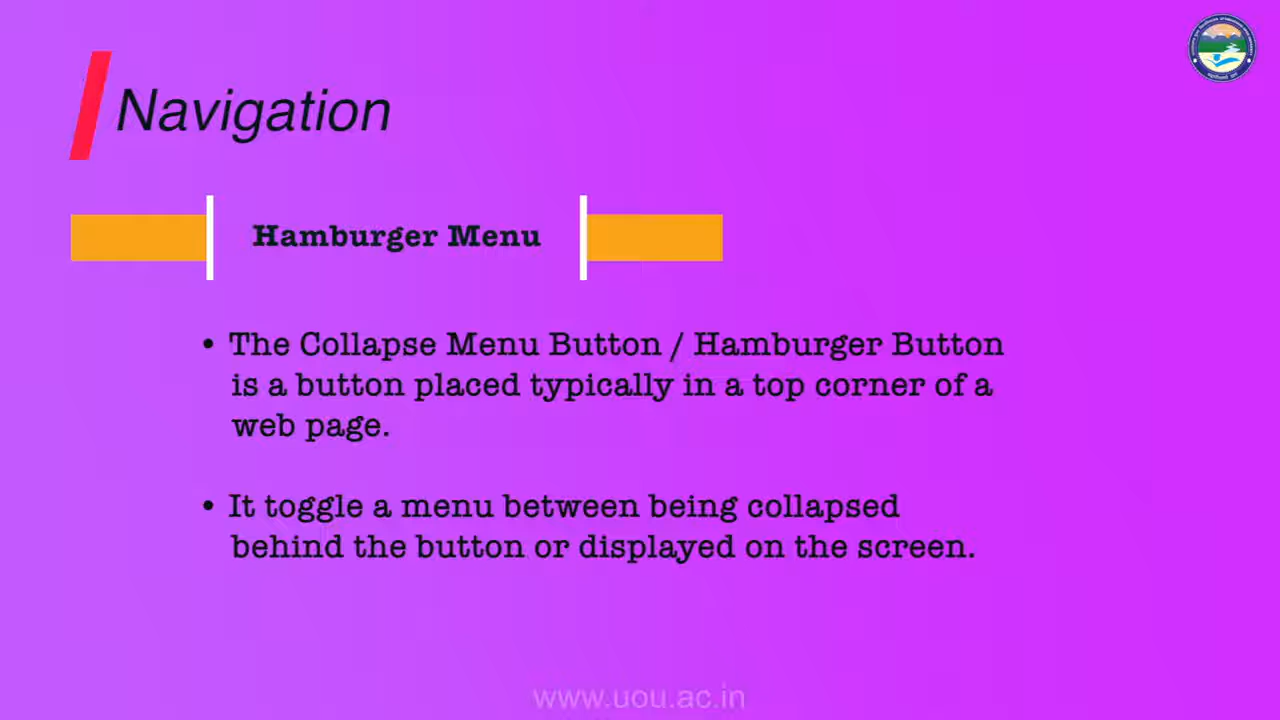 Navigation
Hamburger Menu
• The Collapse Menu Button / Hamburger Button
is a button placed typically in a top corner of a
web page.
• It toggle a menu between being collapsed
behind the button or displayed on the screen.
www.uou.ac.in